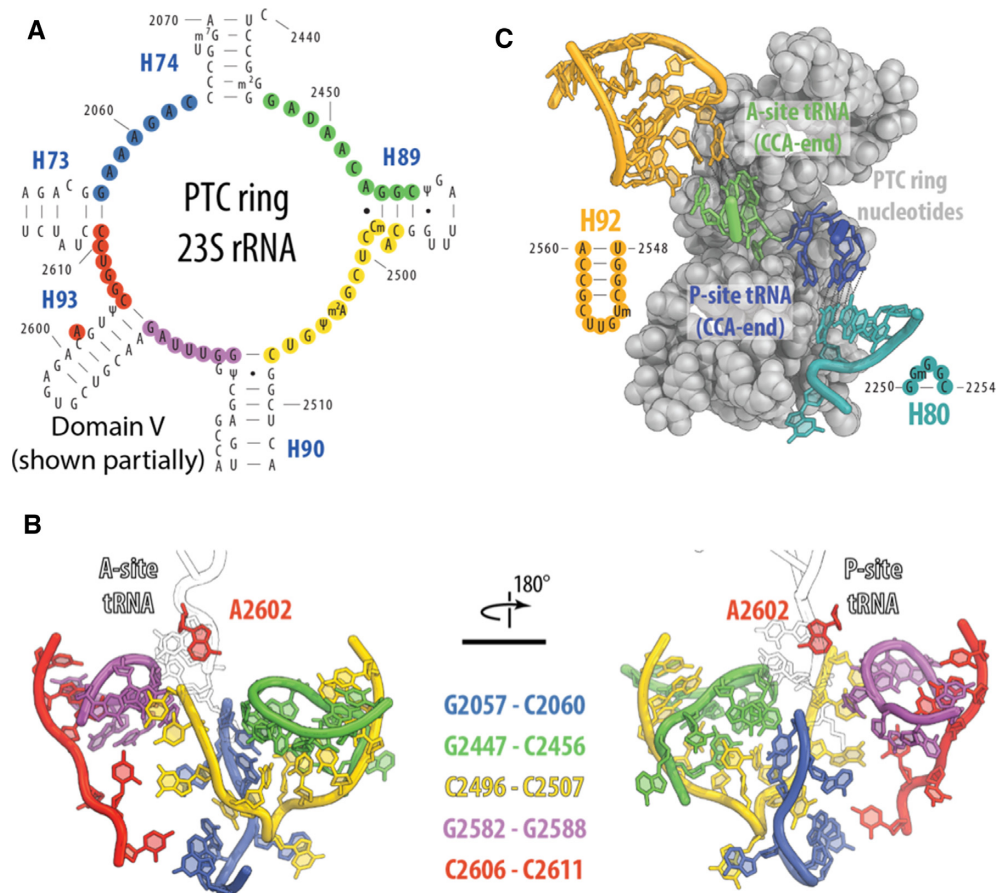 A
PTC ring
23S rRNA
H74
2070
2440
A U C
m⁷G C
U G C
G C G
C G
C m²G
C G
2060
G A A A G A C
2450
G A D A A C A G G C
H89
Ψ G A U
H73
A G A C G
U C U A U C
2610
C C U G G C
H93
2600
A
Ψ U G
G A U U U G G
C U G Ψ m²A G C U C Cm A C
2500
G G U U
2510
H90
Domain V
(shown partially)
C
A-site tRNA
(CCA-end)
PTC ring
nucleotides
H92
2560 A U 2548
C G
C G
G C
C Um
U U G
P-site tRNA
(CCA-end)
2250 G Gm G G C 2254
H80
B
A-site
tRNA
A2602
180°
A2602
P-site
tRNA
G2057 - C2060
G2447 - C2456
C2496 - C2507
G2582 - G2588
C2606 - C2611